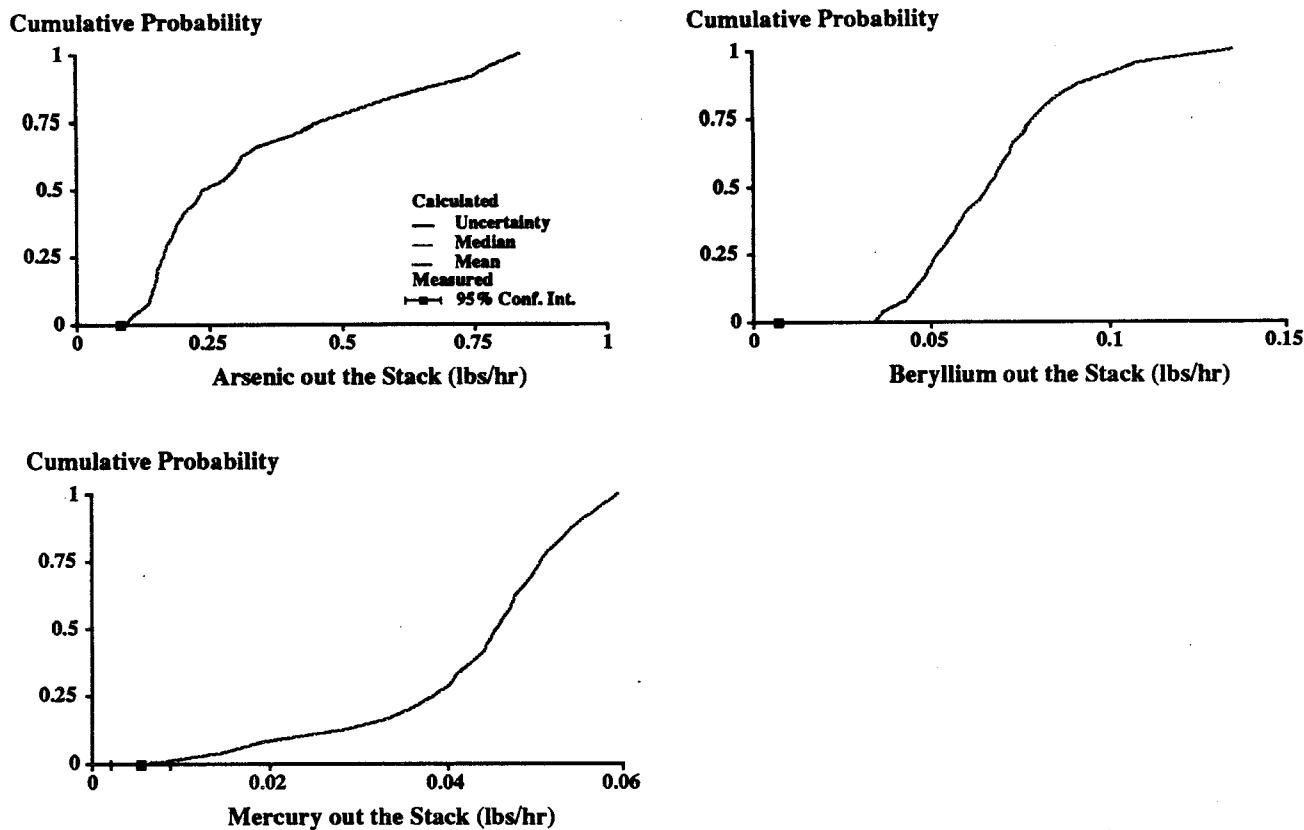 Cumulative Probability
1
0.75
0.5
0.25
0
0 0.25 0.5 0.75 1
Arsenic out the Stack (lbs/hr)
Calculated
Uncertainty
Median
Mean
Measured
95% Conf. Int.
Cumulative Probability
1
0.75
0.5
0.25
0
0 0.05 0.1 0.15
Beryllium out the Stack (lbs/hr)
Cumulative Probability
1
0.75
0.5
0.25
0
0 0.02 0.04 0.06
Mercury out the Stack (lbs/hr)